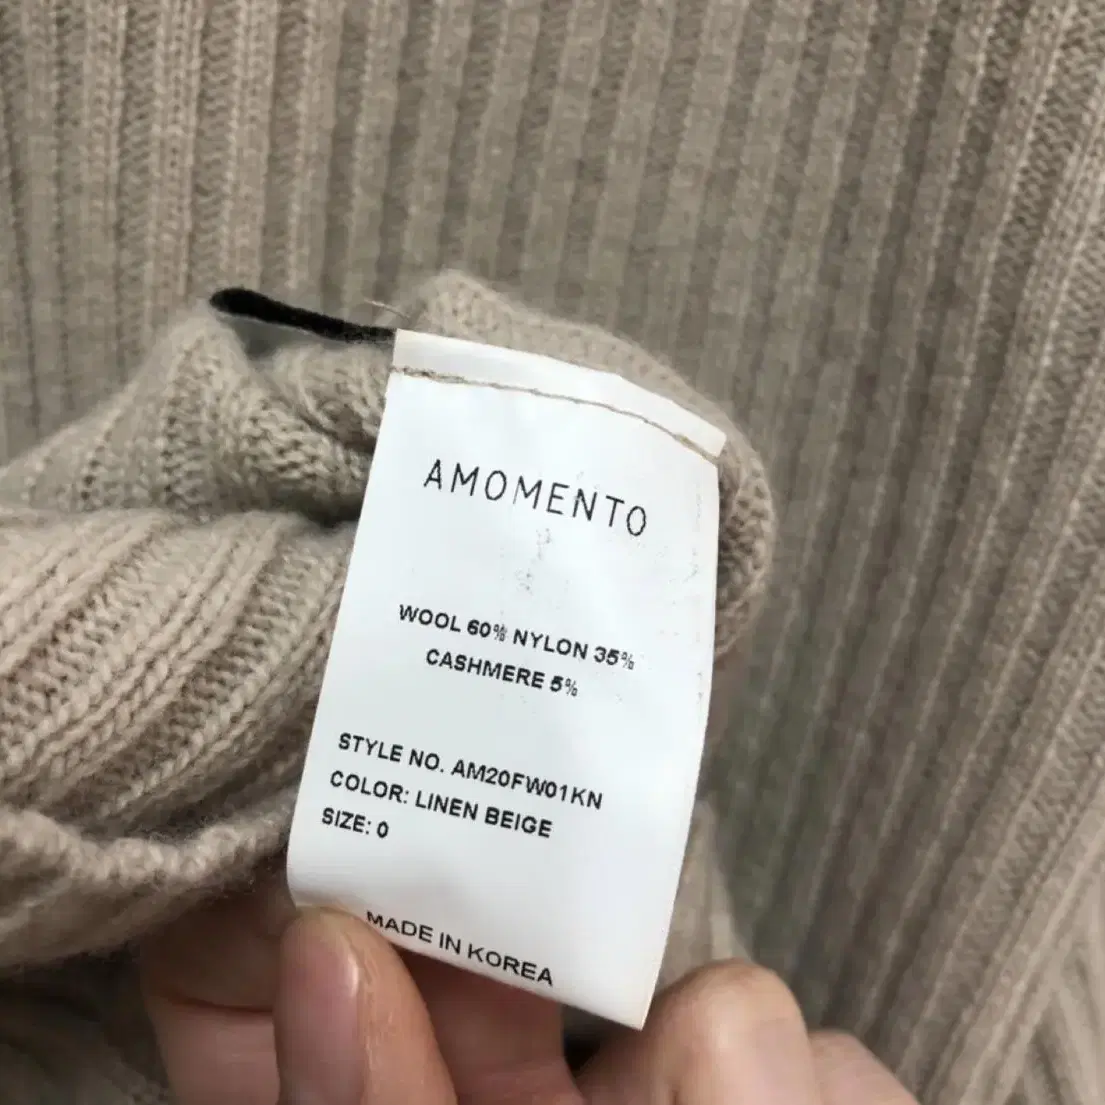 AMOMENTO
WOOL 60% NYLON 35%
CASHMERE 5%
STYLE NO. AM20FW01KN
COLOR: LINEN BEIGE
SIZE: 0
MADE IN KOREA